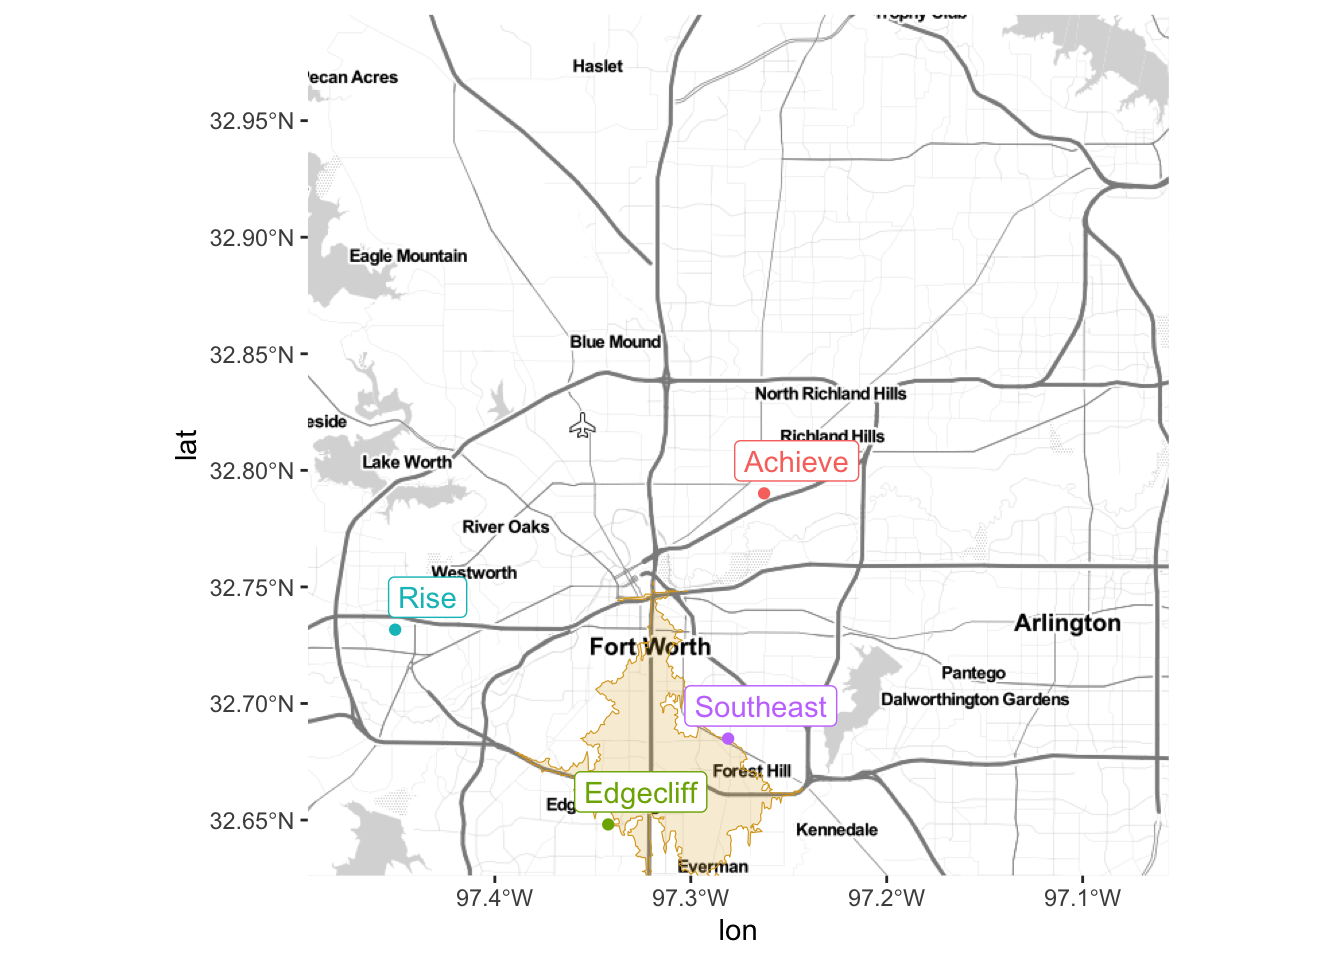 Trophy Club
Haslet
ecan Acres
32.95°N
32.90°N
Eagle Mountain
32.85°N
Blue Mound
North Richland Hills
eside
Richland Hills
lat
Lake Worth
Achieve
32.80°N
River Oaks
Westworth
32.75°N
Rise
Arlington
Fort Worth
Pantego
Dalworthington Gardens
32.70°N
Southeast
Forest Hill
Edgecliff
Edg
32.65°N
Kennedale
Everman
97.4°W
97.3°W
97.2°W
97.1°W
lon